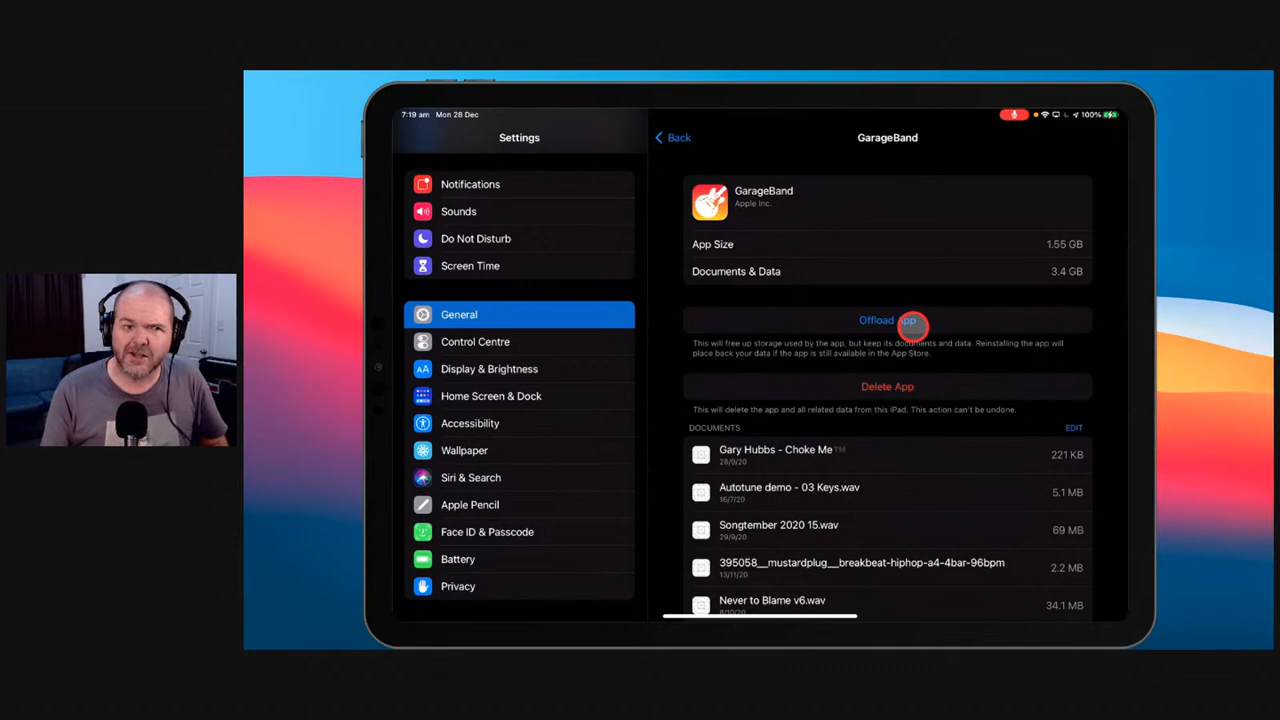 7:19 am Mon 28 Dec
100%
Settings
Notifications
Sounds
Do Not Disturb
Screen Time
General
Control Centre
Display & Brightness
AA
Home Screen & Dock
Accessibility
Wallpaper
Siri & Search
Apple Pencil
Face ID & Passcode
Battery
Privacy
Back
GarageBand
GarageBand
Apple Inc.
App Size 1.55 GB
Documents & Data 3.4 GB
Offload App
This will free up storage used by the app, but keep its documents and data. Reinstalling the app will
place back your data if the app is still available in the App Store.
Delete App
This will delete the app and all related data from this iPad. This action can't be undone.
DOCUMENTS EDIT
Gary Hubbs - Choke Me™
28/9/20
221 KB
Autotune demo - 03 Keys.wav
16/7/20
5.1 MB
Songtember 2020 15.wav
29/9/20
69 MB
395058__mustardplug__breakbeat-hiphop-a4-4bar-96bpm
13/11/20
2.2 MB
Never to Blame v6.wav
34.1 MB